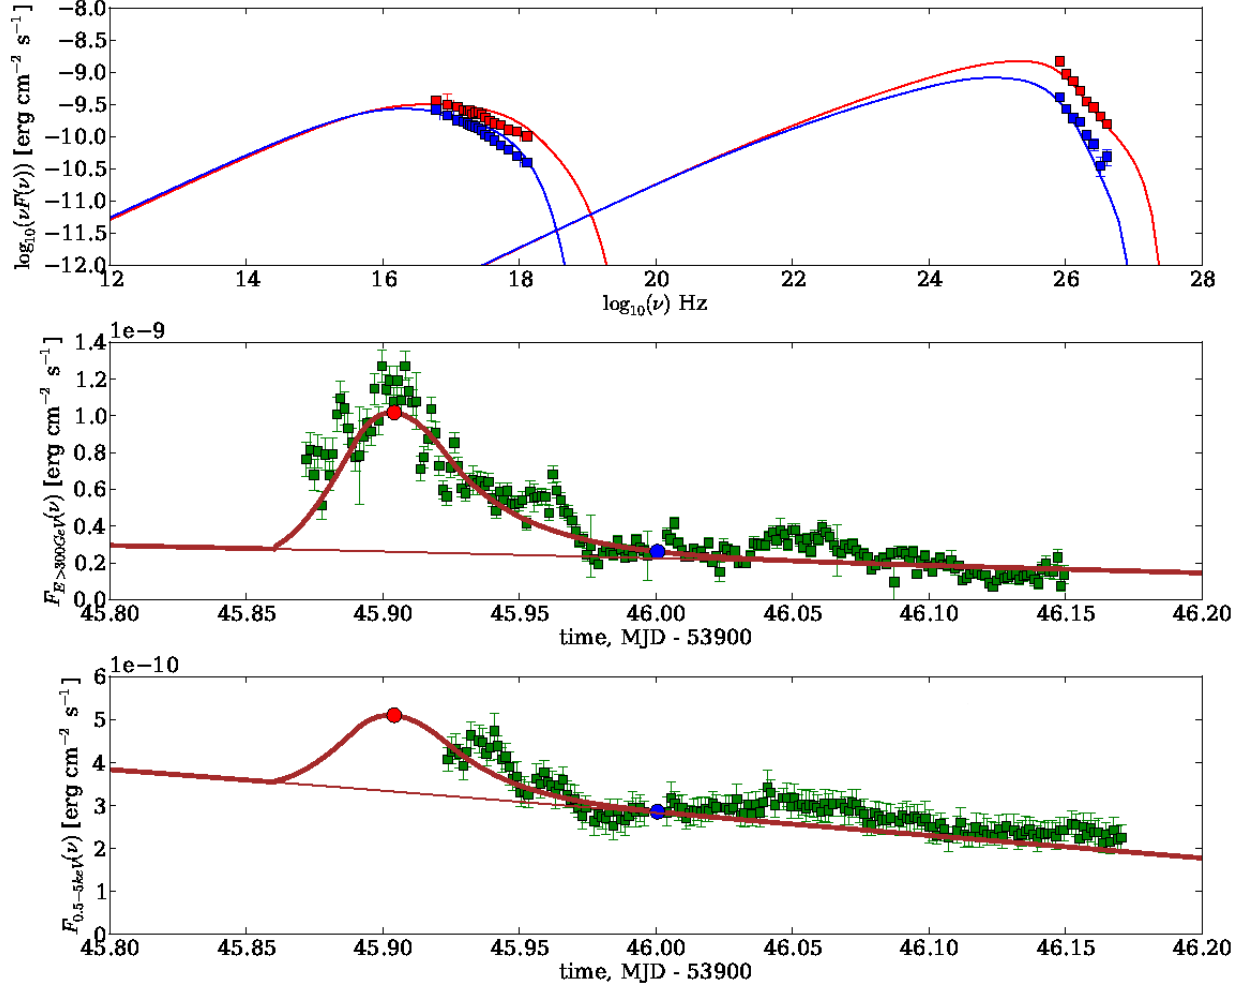 log₁₀(νF(ν)) [erg cm⁻² s⁻¹]
−8.0
−8.5
−9.0
−9.5
−10.0
−10.5
−11.0
−11.5
−12.0
12 14 16 18 20 22 24 26 28
log₁₀(ν) Hz
1e−9
F_{E>300GeV}(ν) [erg cm⁻² s⁻¹]
1.4
1.2
1.0
0.8
0.6
0.4
0.2
0.0
45.80 45.85 45.90 45.95 46.00 46.05 46.10 46.15 46.20
time, MJD - 53900
1e−10
F_{0.5−5keV}(ν) [erg cm⁻² s⁻¹]
6
5
4
3
2
1
0
45.80 45.85 45.90 45.95 46.00 46.05 46.10 46.15 46.20
time, MJD - 53900